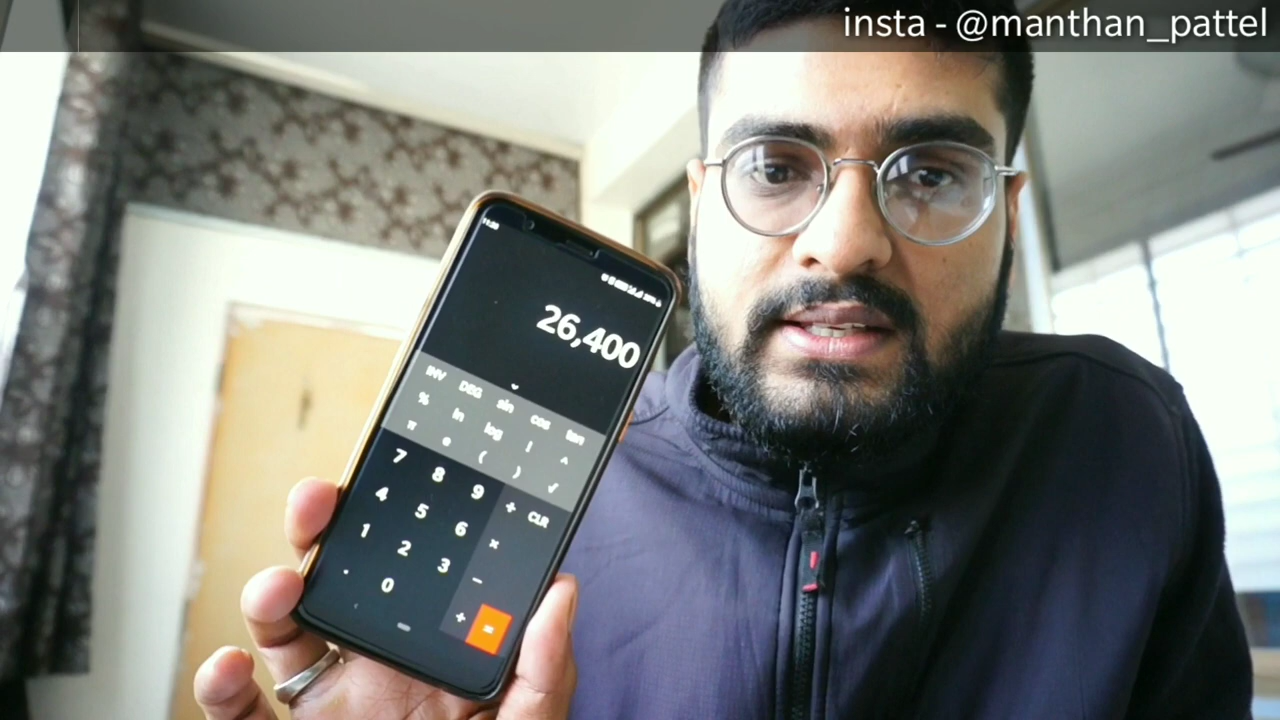 insta - @manthan_pattel
26,400
INV DEG sin cos tan
% ln log ! ^
π e ( ) √
7 8 9 ÷ CLR
4 5 6 ×
1 2 3 −
. 0 + =